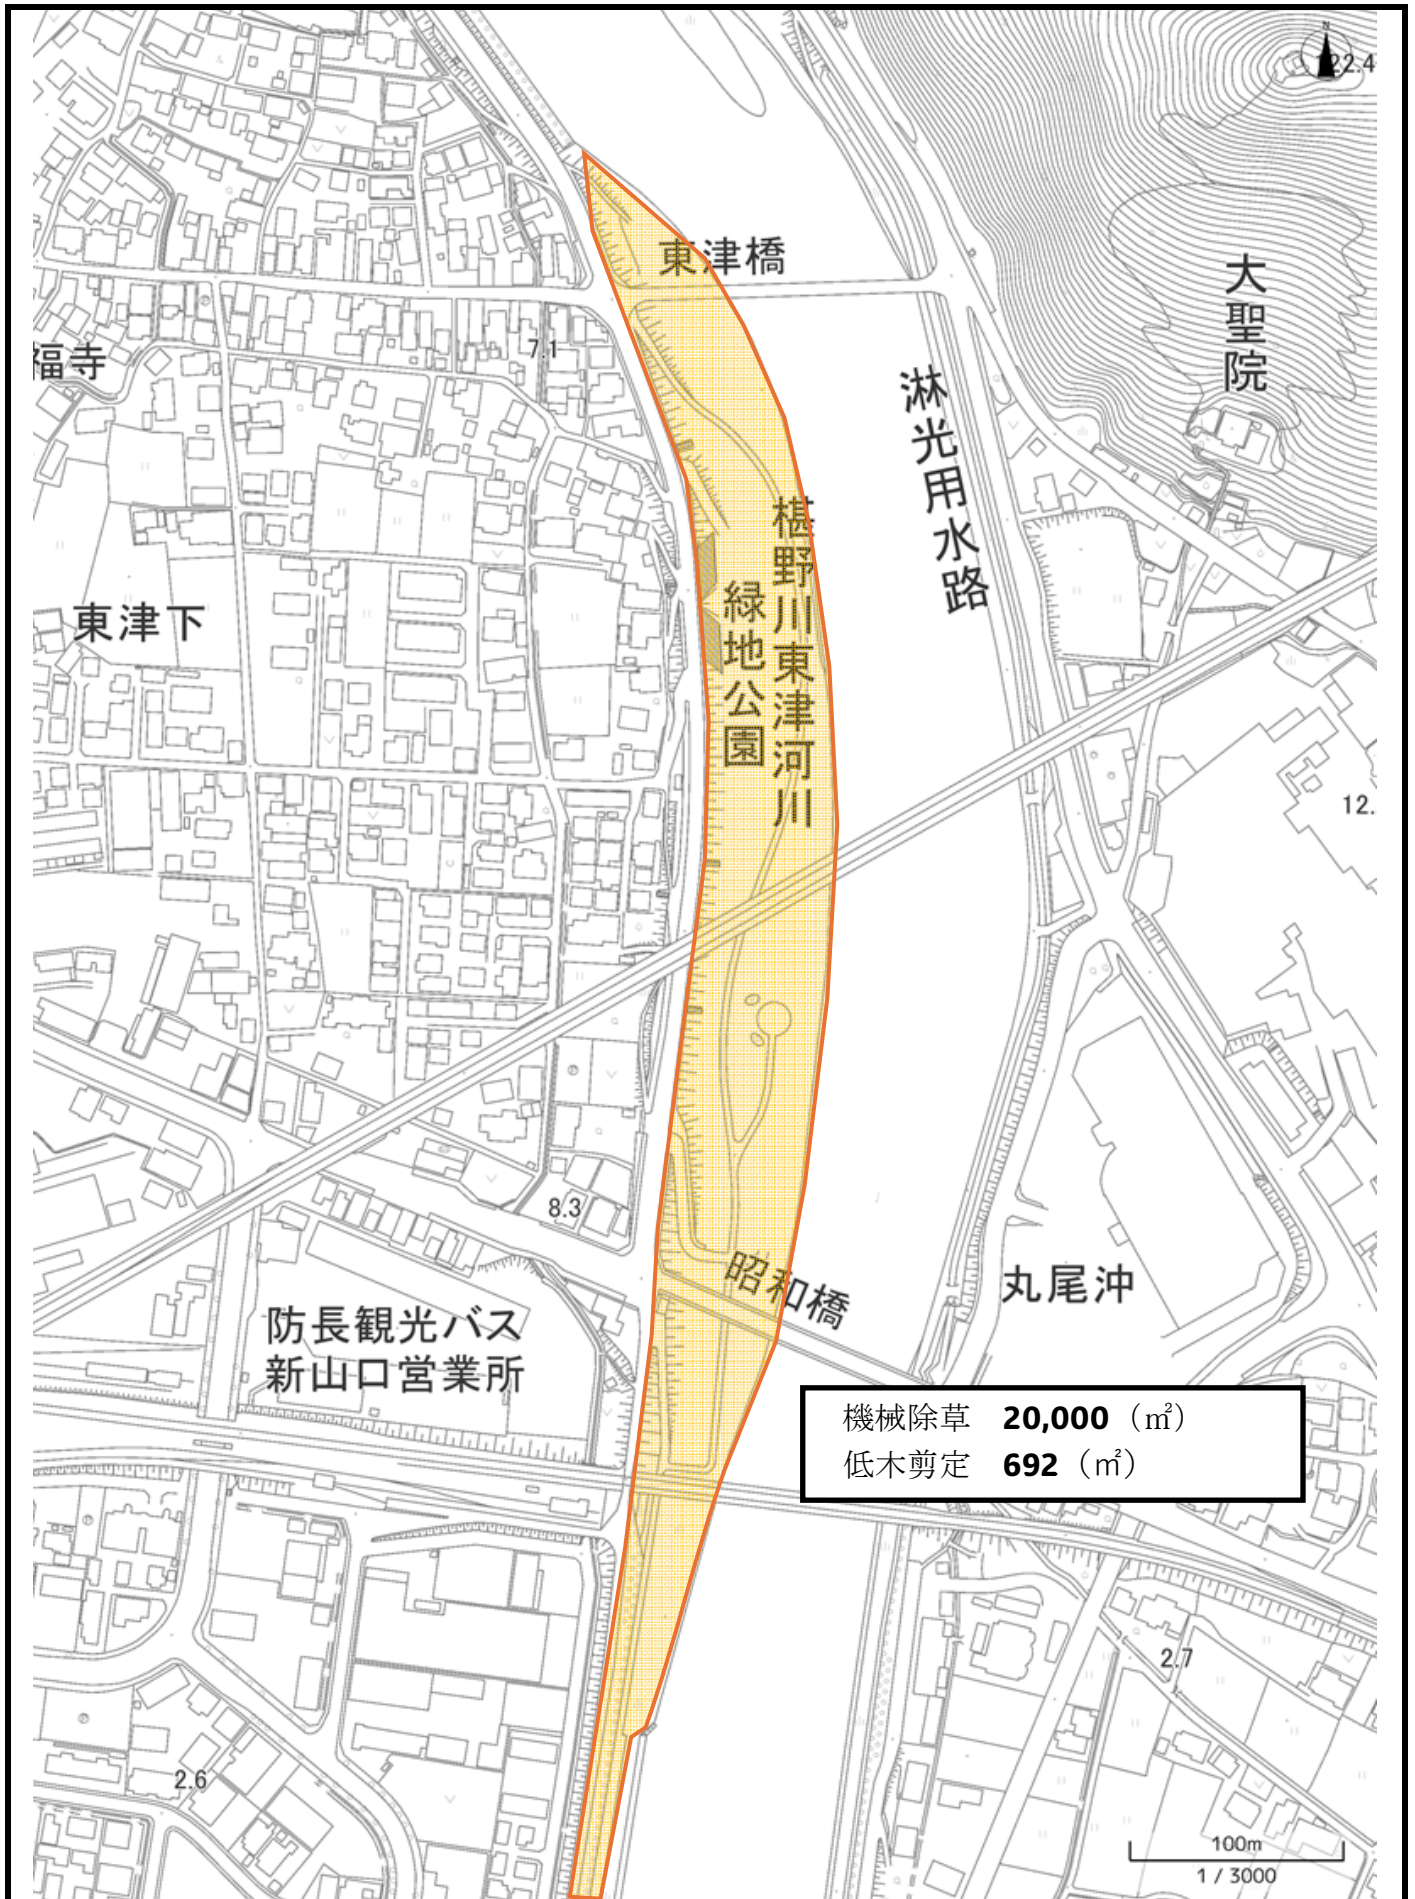 N
122.4
東津橋
大聖院
福寺
7.1
淋光用水路
椹野川東津河川
緑地公園
東津下
12.
8.3
昭和橋
丸尾沖
防長観光バス
新山口営業所
機械除草 20,000（㎡）
低木剪定 692（㎡）
2.7
2.6
100m
1 / 3000